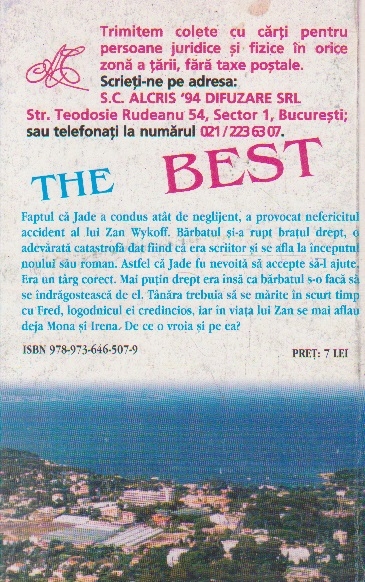 Trimitem colete cu cărți pentru
persoane juridice și fizice în orice
zonă a țării, fără taxe poștale.
Scrieți-ne pe adresa:
S.C. ALCRIS '94 DIFUZARE SRL
Str. Teodosie Rudeanu 54, Sector 1, București;
sau telefonați la numărul 021/223 63 07.
THE BEST
Faptul că Jade a condus atât de neglijent, a provocat nefericitul
accident al lui Zan Wykoff. Bărbatul și-a rupt brațul drept, o
adevărată catastrofă dat fiind că era scriitor și se afla la începutul
noului său roman. Astfel că Jade fu nevoită să accepte să-l ajute.
Era un târg corect. Mai puțin drept era însă ca bărbatul s-o facă să
se îndrăgostească de el. Tânăra trebuia să se mărite în scurt timp
cu Fred, logodnicul ei credincios, iar în viața lui Zan se mai aflau
deja Mona și Irena. De ce o vroia și pe ea?
ISBN 978-973-646-507-9
PREȚ: 7 LEI